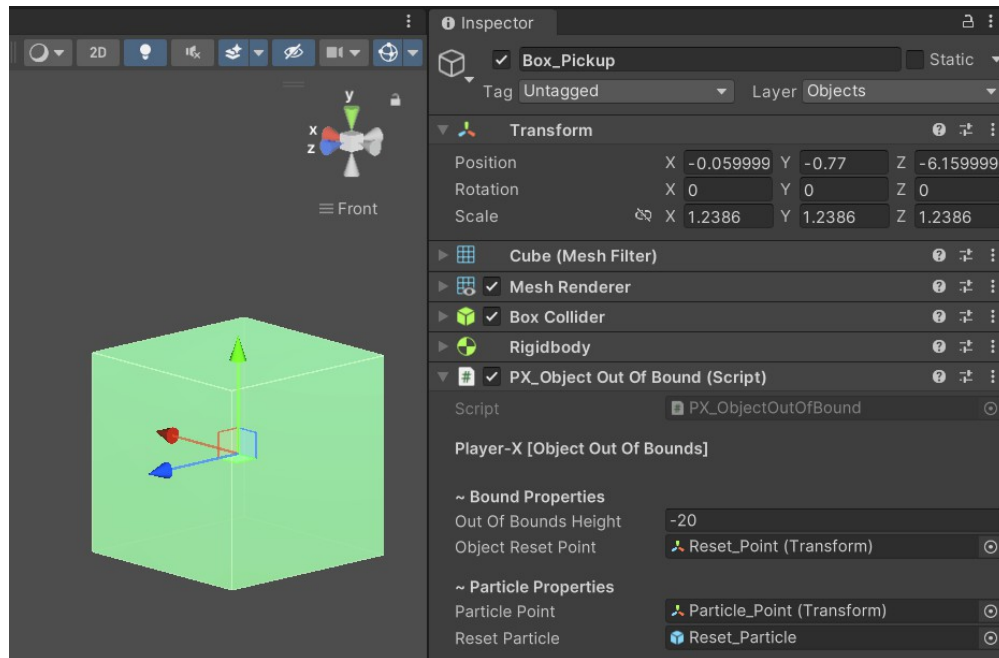 Inspector
2D
Box_Pickup
Static
Tag Untagged
Layer Objects
y
x
z
Front
Transform
Position X -0.059999 Y -0.77 Z -6.159999
Rotation X 0 Y 0 Z 0
Scale X 1.2386 Y 1.2386 Z 1.2386
Cube (Mesh Filter)
Mesh Renderer
Box Collider
Rigidbody
# PX_Object Out Of Bound (Script)
Script PX_ObjectOutOfBound
Player-X [Object Out Of Bounds]
~ Bound Properties
Out Of Bounds Height -20
Object Reset Point Reset_Point (Transform)
~ Particle Properties
Particle Point Particle_Point (Transform)
Reset Particle Reset_Particle